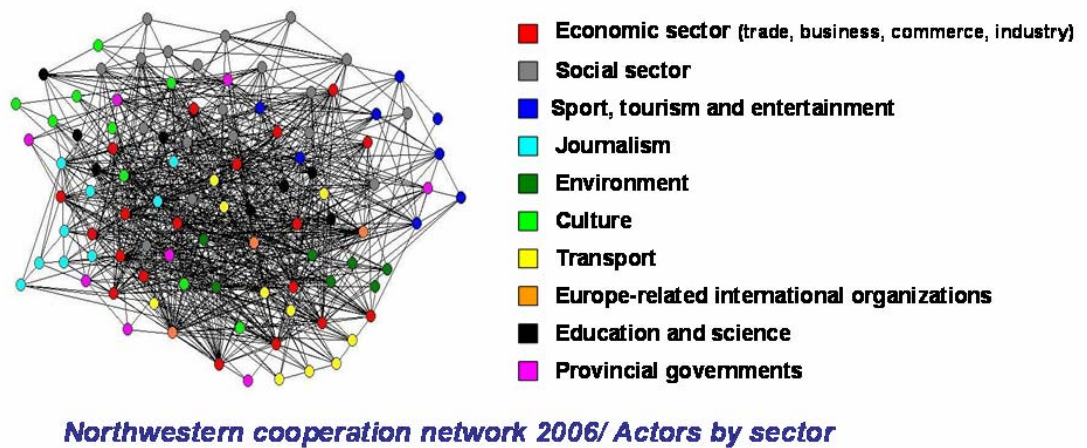 Economic sector (trade, business, commerce, industry)
Social sector
Sport, tourism and entertainment
Journalism
Environment
Culture
Transport
Europe-related international organizations
Education and science
Provincial governments
Northwestern cooperation network 2006/ Actors by sector